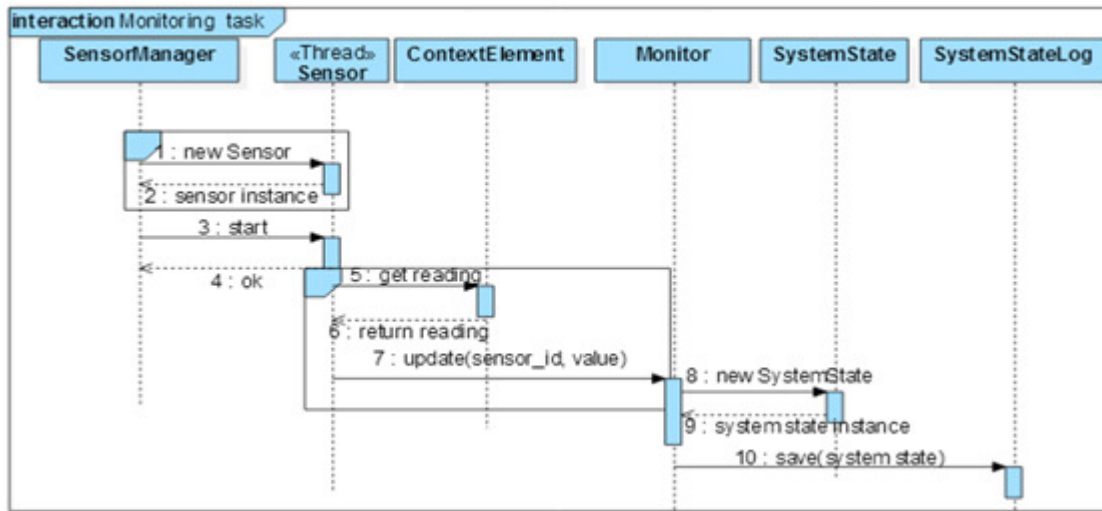 interaction Monitoring task
SensorManager
«Thread»
Sensor
ContextElement
Monitor
SystemState
SystemStateLog
1 : new Sensor
2 : sensor instance
3 : start
4 : ok
5 : get reading
6 : return reading
7 : update(sensor_id, value)
8 : new SystemState
9 : system state instance
10 : save(system state)